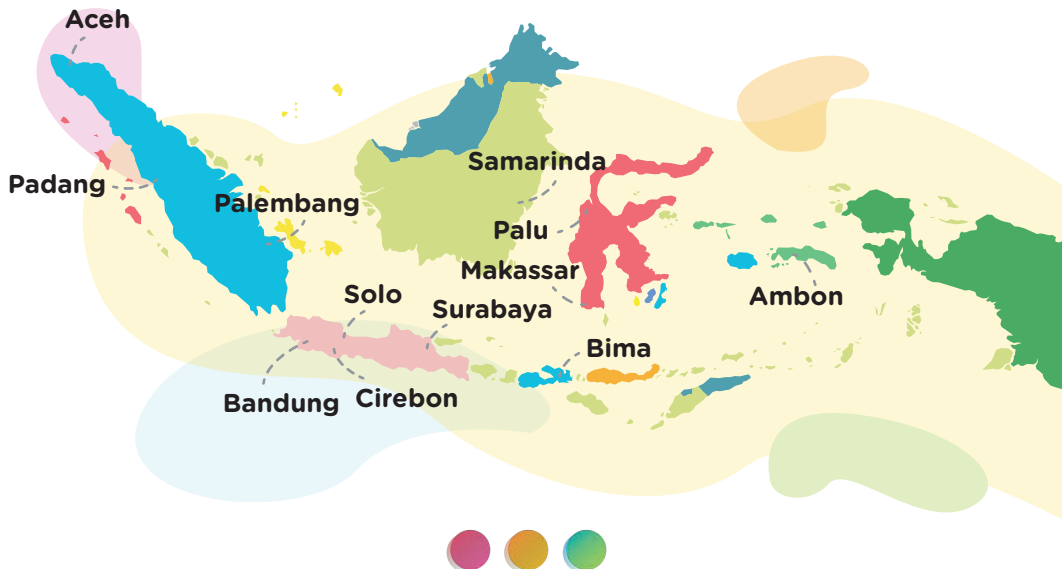 Aceh
Samarinda
Padang
Palembang
Palu
Makassar
Solo
Ambon
Surabaya
Bima
Bandung
Cirebon